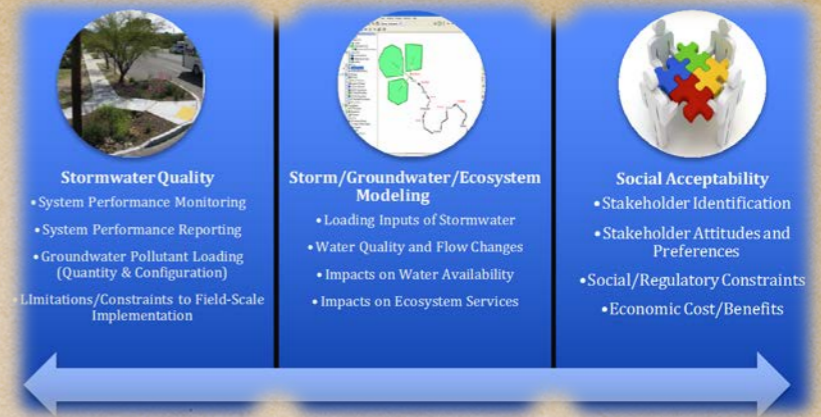 Stormwater Quality
• System Performance Monitoring
• System Performance Reporting
• Groundwater Pollutant Loading
(Quantity & Configuration)
• LImitations/Constraints to Field-Scale
Implementation
Storm/Groundwater/Ecosystem
Modeling
• Loading Inputs of Stormwater
• Water Quality and Flow Changes
• Impacts on Water Availability
• Impacts on Ecosystem Services
Social Acceptability
• Stakeholder Identification
• Stakeholder Attitudes and
Preferences
• Social/Regulatory Constraints
• Economic Cost/Benefits